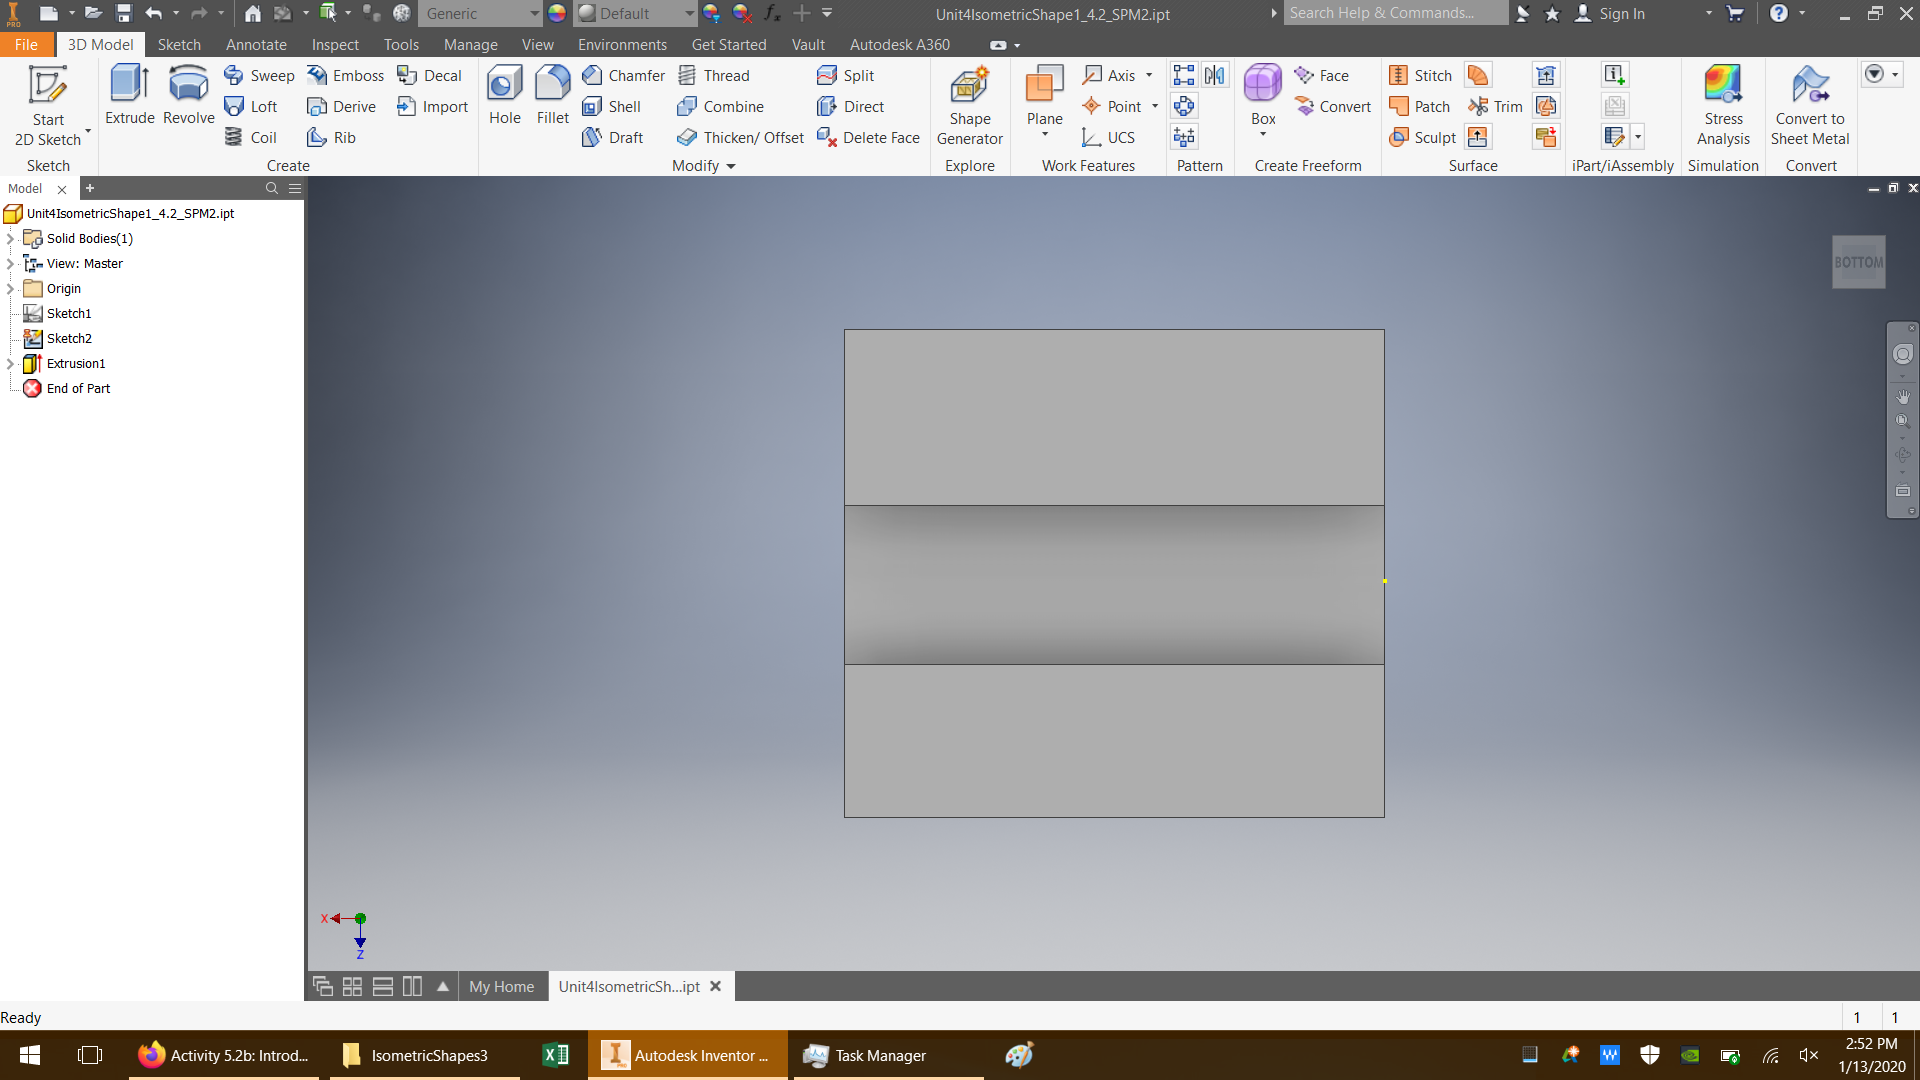 PRO
Generic
Default
fx
Unit4IsometricShape1_4.2_SPM2.ipt
Search Help & Commands...
Sign In
File
3D Model
Sketch
Annotate
Inspect
Tools
Manage
View
Environments
Get Started
Vault
Autodesk A360
Start
2D Sketch
Sketch
Extrude
Revolve
Sweep
Loft
Coil
Emboss
Derive
Rib
Decal
Import
Create
Hole
Fillet
Chamfer
Shell
Draft
Thread
Combine
Thicken/ Offset
Split
Direct
Delete Face
Modify
Shape
Generator
Explore
Plane
Axis
Point
UCS
Work Features
Pattern
Box
Face
Convert
Create Freeform
Stitch
Patch
Sculpt
Trim
Surface
iPart/iAssembly
Stress
Analysis
Simulation
Convert to
Sheet Metal
Convert
Model
Unit4IsometricShape1_4.2_SPM2.ipt
Solid Bodies(1)
View: Master
Origin
Sketch1
Sketch2
Extrusion1
End of Part
BOTTOM
X
Z
My Home
Unit4IsometricSh...ipt
Ready
1
1
Activity 5.2b: Introd...
IsometricShapes3
Autodesk Inventor ...
Task Manager
2:52 PM
1/13/2020